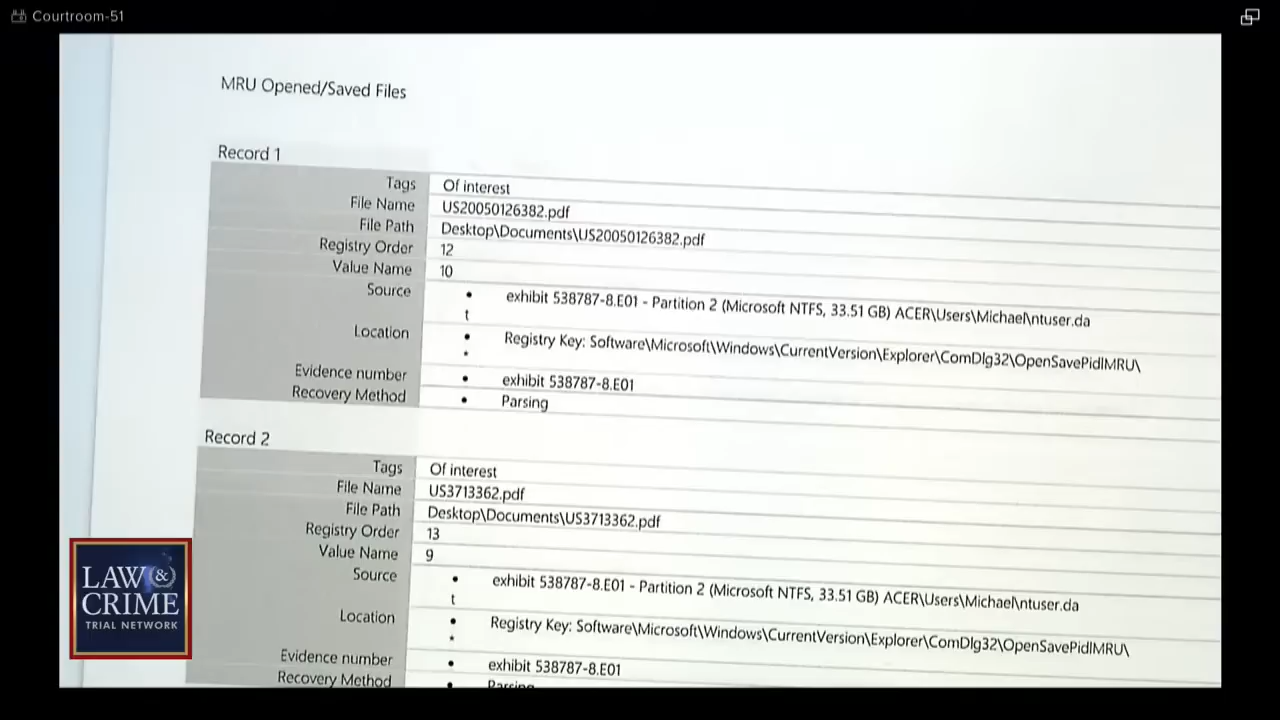 Courtroom-51
MRU Opened/Saved Files
Record 1
Tags Of interest
File Name US20050126382.pdf
File Path Desktop\Documents\US20050126382.pdf
Registry Order 12
Value Name 10
Source • exhibit 538787-8.E01 - Partition 2 (Microsoft NTFS, 33.51 GB) ACER\Users\Michael\ntuser.da
t
Location • Registry Key: Software\Microsoft\Windows\CurrentVersion\Explorer\ComDlg32\OpenSavePidlMRU\
*
Evidence number • exhibit 538787-8.E01
Recovery Method • Parsing
Record 2
Tags Of interest
File Name US3713362.pdf
File Path Desktop\Documents\US3713362.pdf
Registry Order 13
Value Name 9
Source • exhibit 538787-8.E01 - Partition 2 (Microsoft NTFS, 33.51 GB) ACER\Users\Michael\ntuser.da
t
Location • Registry Key: Software\Microsoft\Windows\CurrentVersion\Explorer\ComDlg32\OpenSavePidlMRU\
*
Evidence number • exhibit 538787-8.E01
Recovery Method • Parsing
LAW &
CRIME
TRIAL NETWORK